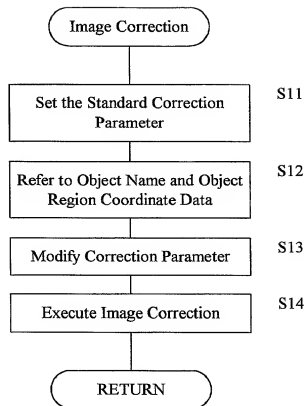 Image Correction
S11
Set the Standard Correction
Parameter
S12
Refer to Object Name and Object
Region Coordinate Data
S13
Modify Correction Parameter
S14
Execute Image Correction
RETURN